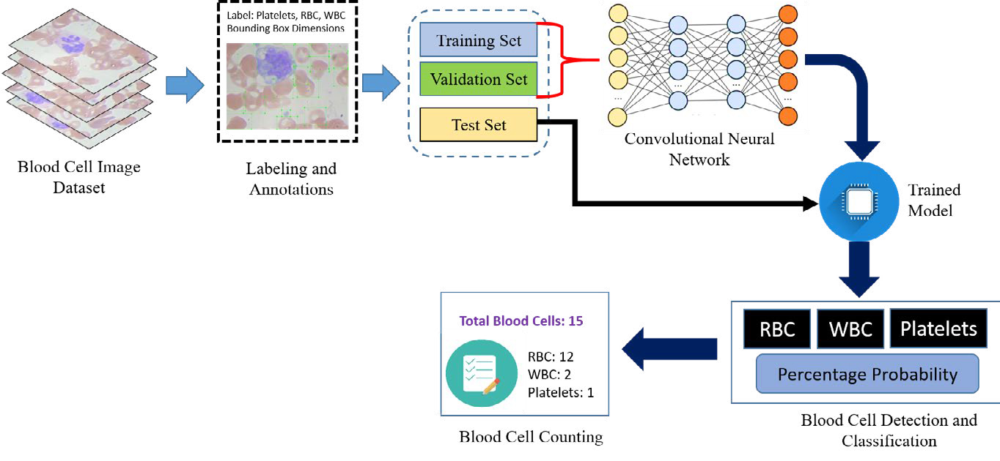 Label: Platelets, RBC, WBC
Bounding Box Dimensions
Blood Cell Image
Dataset
Labeling and
Annotations
Training Set
Validation Set
Test Set
...
...
...
...
Convolutional Neural
Network
Trained
Model
RBC
WBC
Platelets
Percentage Probability
Blood Cell Detection and
Classification
Total Blood Cells: 15
RBC: 12
WBC: 2
Platelets: 1
Blood Cell Counting